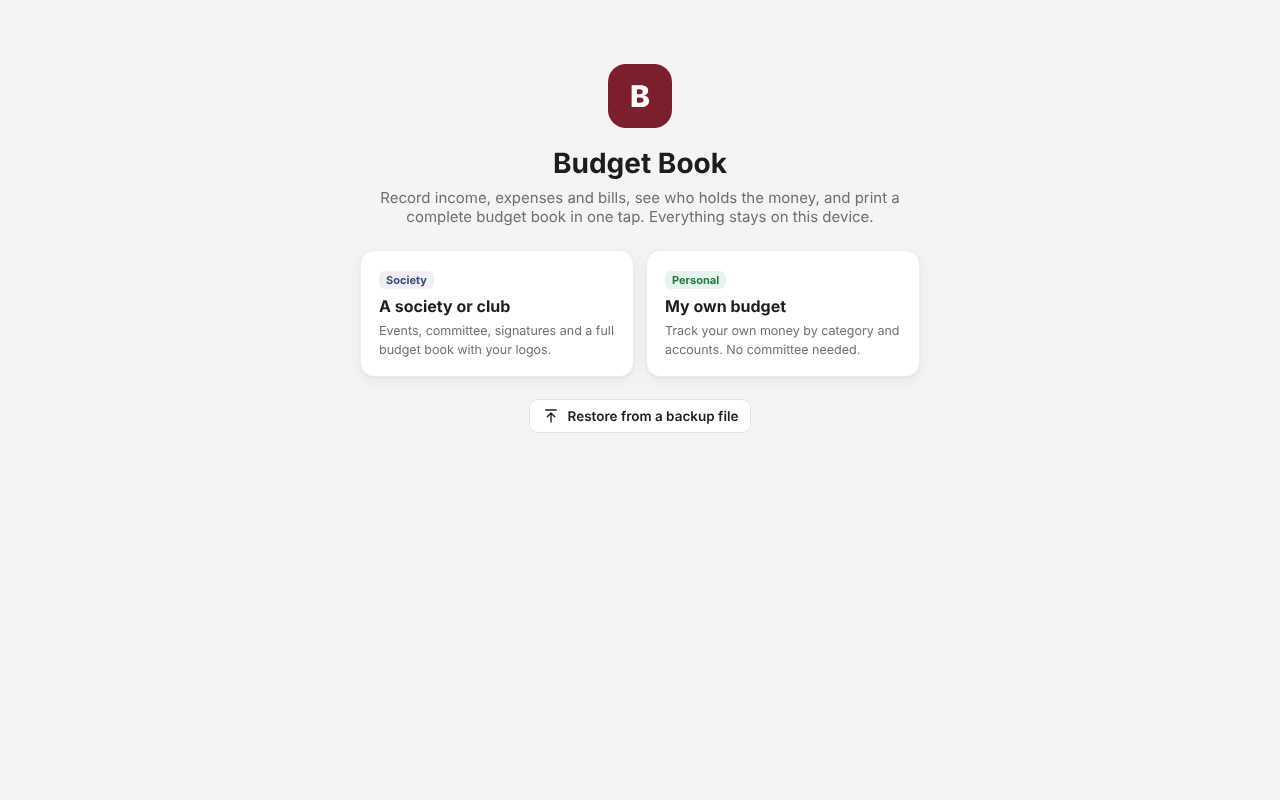 B
Budget Book
Record income, expenses and bills, see who holds the money, and print a
complete budget book in one tap. Everything stays on this device.
Society
A society or club
Events, committee, signatures and a full
budget book with your logos.
Personal
My own budget
Track your own money by category and
accounts. No committee needed.
Restore from a backup file